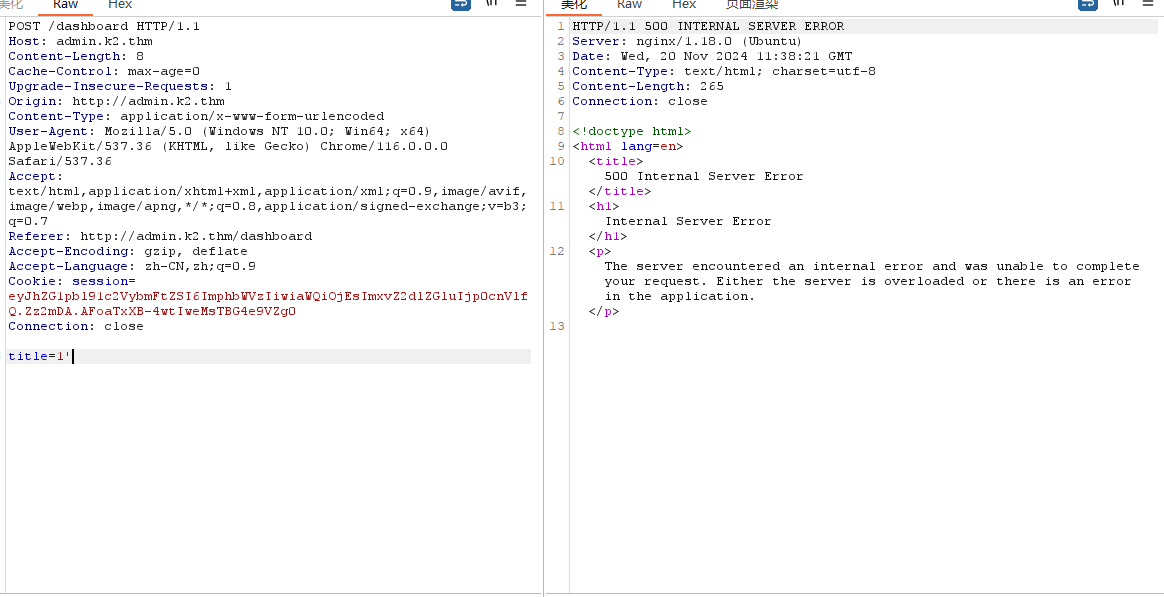 美化 Raw Hex
POST /dashboard HTTP/1.1
Host: admin.k2.thm
Content-Length: 8
Cache-Control: max-age=0
Upgrade-Insecure-Requests: 1
Origin: http://admin.k2.thm
Content-Type: application/x-www-form-urlencoded
User-Agent: Mozilla/5.0 (Windows NT 10.0; Win64; x64)
AppleWebKit/537.36 (KHTML, like Gecko) Chrome/116.0.0.0
Safari/537.36
Accept:
text/html,application/xhtml+xml,application/xml;q=0.9,image/avif,
image/webp,image/apng,*/*;q=0.8,application/signed-exchange;v=b3;
q=0.7
Referer: http://admin.k2.thm/dashboard
Accept-Encoding: gzip, deflate
Accept-Language: zh-CN,zh;q=0.9
Cookie: session=
eyJhZG1pbl91c2VybmFtZSI6ImphbWVzIiwiaWQiOjEsImxvZ2dlZGluIjp0cnVlf
Q.Zz2mDA.AFoaTxXB-4wtIweMsTBG4e9VZg0
Connection: close
title=1'
美化 Raw Hex 页面渲染
1 HTTP/1.1 500 INTERNAL SERVER ERROR
2 Server: nginx/1.18.0 (Ubuntu)
3 Date: Wed, 20 Nov 2024 11:38:21 GMT
4 Content-Type: text/html; charset=utf-8
5 Content-Length: 265
6 Connection: close
7
8 <!doctype html>
9 <html lang=en>
10 <title>
500 Internal Server Error
</title>
11 <h1>
Internal Server Error
</h1>
12 <p>
The server encountered an internal error and was unable to complete
your request. Either the server is overloaded or there is an error
in the application.
</p>
13